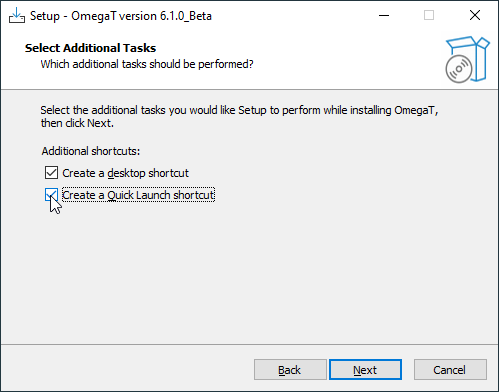 Setup - OmegaT version 6.1.0_Beta
Select Additional Tasks
Which additional tasks should be performed?
Select the additional tasks you would like Setup to perform while installing OmegaT,
then click Next.
Additional shortcuts:
Create a desktop shortcut
Create a Quick Launch shortcut
Back
Next
Cancel